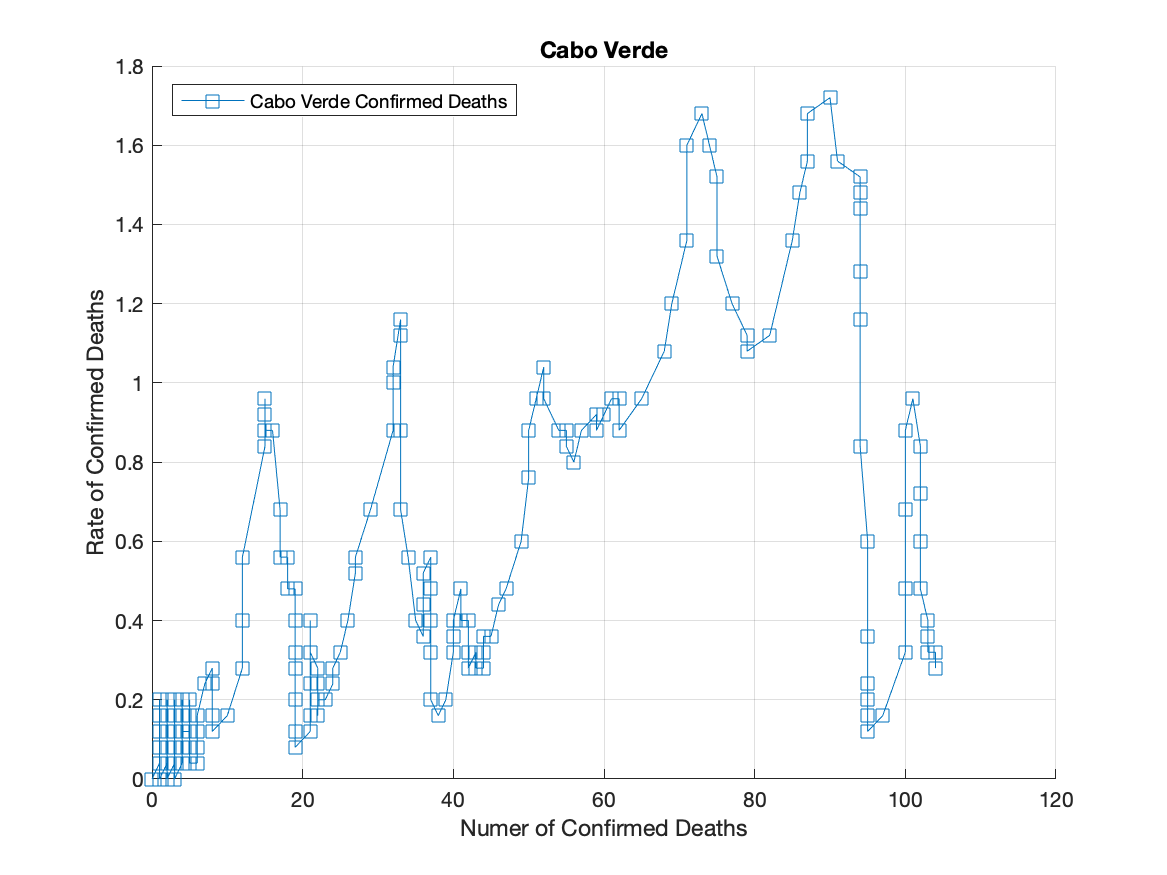 Cabo Verde
Cabo Verde Confirmed Deaths
1.8
1.6
1.4
1.2
1
0.8
0.6
0.4
0.2
0
Rate of Confirmed Deaths
0 20 40 60 80 100 120
Numer of Confirmed Deaths